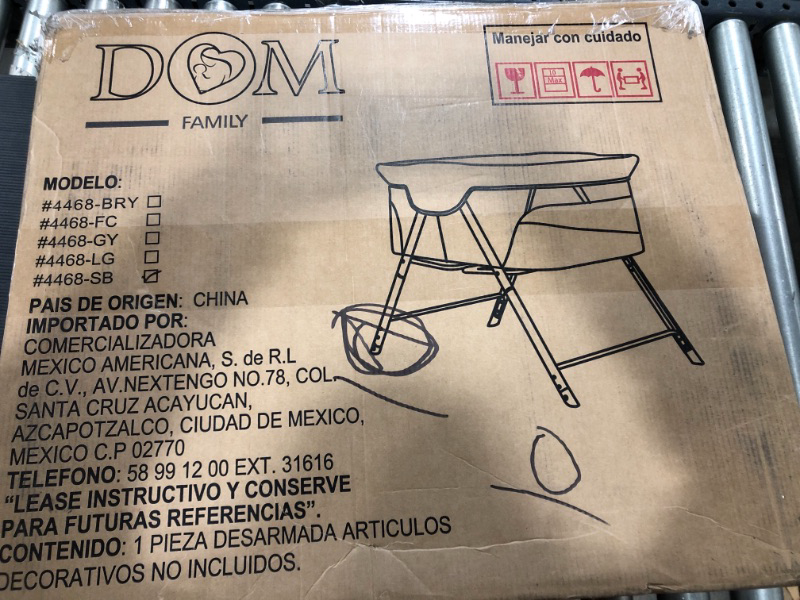 DOM
FAMILY
Manejar con cuidado
10
Max
MODELO:
#4468-BRY
#4468-FC
#4468-GY
#4468-LG
#4468-SB
PAIS DE ORIGEN: CHINA
IMPORTADO POR:
COMERCIALIZADORA
MEXICO AMERICANA, S. de R.L
de C.V., AV.NEXTENGO NO.78, COL.
SANTA CRUZ ACAYUCAN,
AZCAPOTZALCO, CIUDAD DE MEXICO,
MEXICO C.P 02770
TELEFONO: 58 99 12 00 EXT. 31616
"LEASE INSTRUCTIVO Y CONSERVE
PARA FUTURAS REFERENCIAS".
CONTENIDO: 1 PIEZA DESARMADA ARTICULOS
DECORATIVOS NO INCLUIDOS.